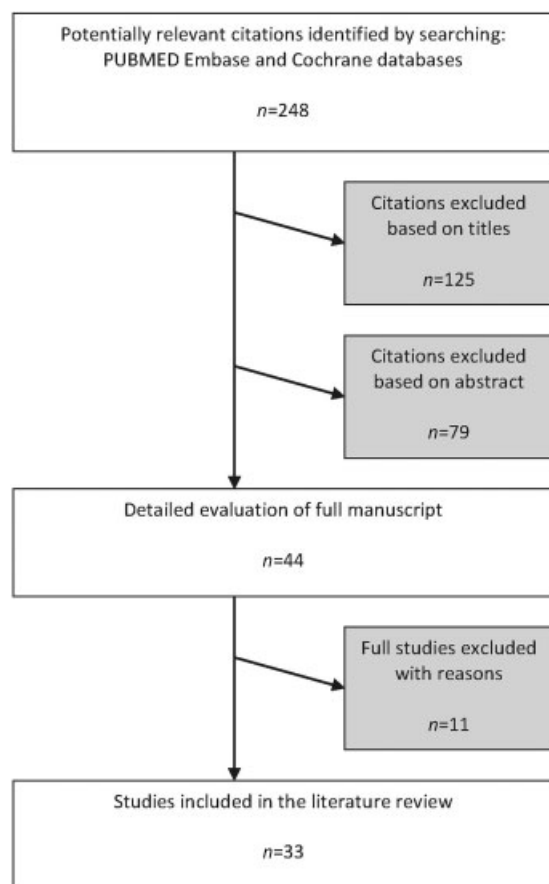 Potentially relevant citations identified by searching:
PUBMED Embase and Cochrane databases
n=248
Citations excluded
based on titles
n=125
Citations excluded
based on abstract
n=79
Detailed evaluation of full manuscript
n=44
Full studies excluded
with reasons
n=11
Studies included in the literature review
n=33